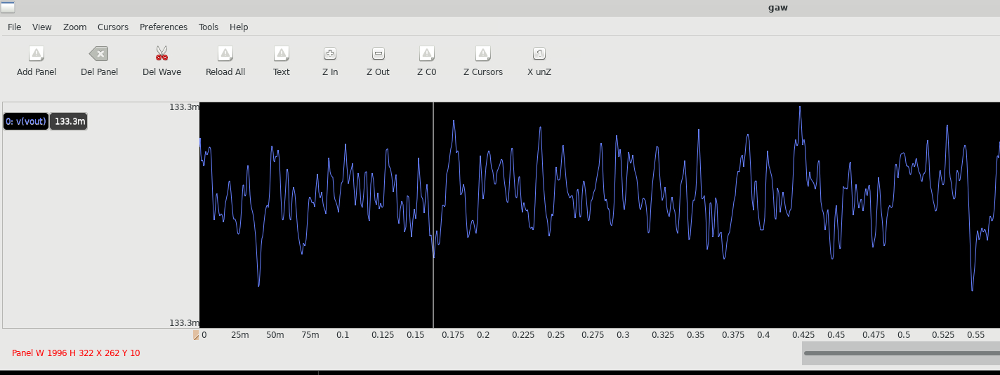 gaw
File View Zoom Cursors Preferences Tools Help
Add Panel Del Panel Del Wave Reload All Text Z In Z Out Z C0 Z Cursors X unZ
133.3m
0: v(vout) 133.3m
133.3m
0 25m 50m 75m 0.1 0.125 0.15 0.175 0.2 0.225 0.25 0.275 0.3 0.325 0.35 0.375 0.4 0.425 0.45 0.475 0.5 0.525 0.55
Panel W 1996 H 322 X 262 Y 10